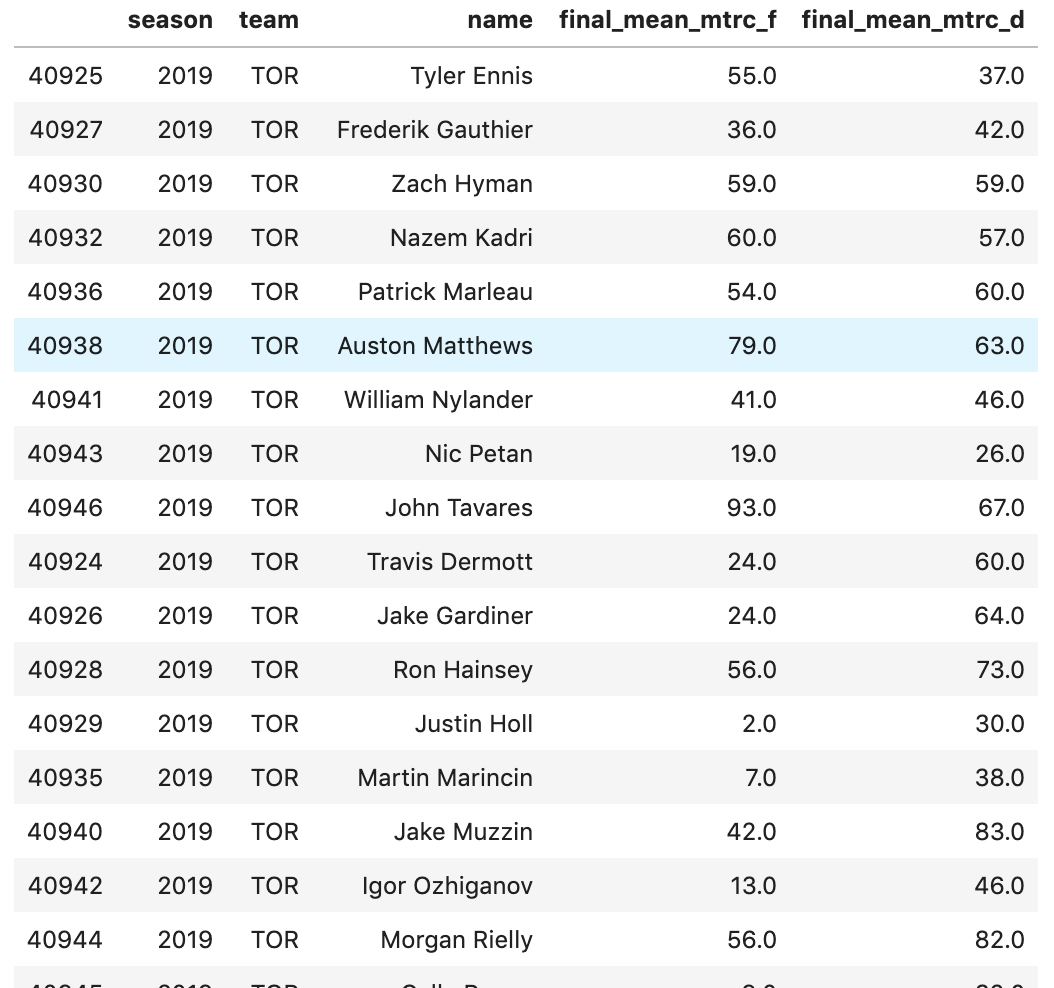 season team name final_mean_mtrc_f final_mean_mtrc_d
40925 2019 TOR Tyler Ennis 55.0 37.0
40927 2019 TOR Frederik Gauthier 36.0 42.0
40930 2019 TOR Zach Hyman 59.0 59.0
40932 2019 TOR Nazem Kadri 60.0 57.0
40936 2019 TOR Patrick Marleau 54.0 60.0
40938 2019 TOR Auston Matthews 79.0 63.0
40941 2019 TOR William Nylander 41.0 46.0
40943 2019 TOR Nic Petan 19.0 26.0
40946 2019 TOR John Tavares 93.0 67.0
40924 2019 TOR Travis Dermott 24.0 60.0
40926 2019 TOR Jake Gardiner 24.0 64.0
40928 2019 TOR Ron Hainsey 56.0 73.0
40929 2019 TOR Justin Holl 2.0 30.0
40935 2019 TOR Martin Marincin 7.0 38.0
40940 2019 TOR Jake Muzzin 42.0 83.0
40942 2019 TOR Igor Ozhiganov 13.0 46.0
40944 2019 TOR Morgan Rielly 56.0 82.0